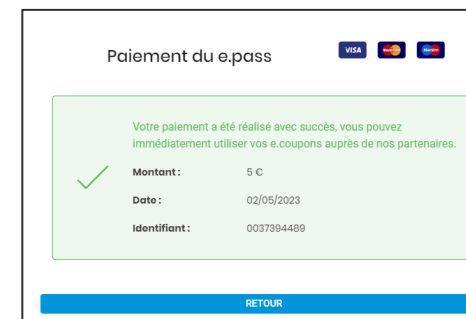 Paiement du e.pass
VISA
Votre paiement a été réalisé avec succès, vous pouvez
immédiatement utiliser vos e.coupons auprès de nos partenaires.
Montant : 5 €
Date : 02/05/2023
Identifiant : 0037394489
RETOUR